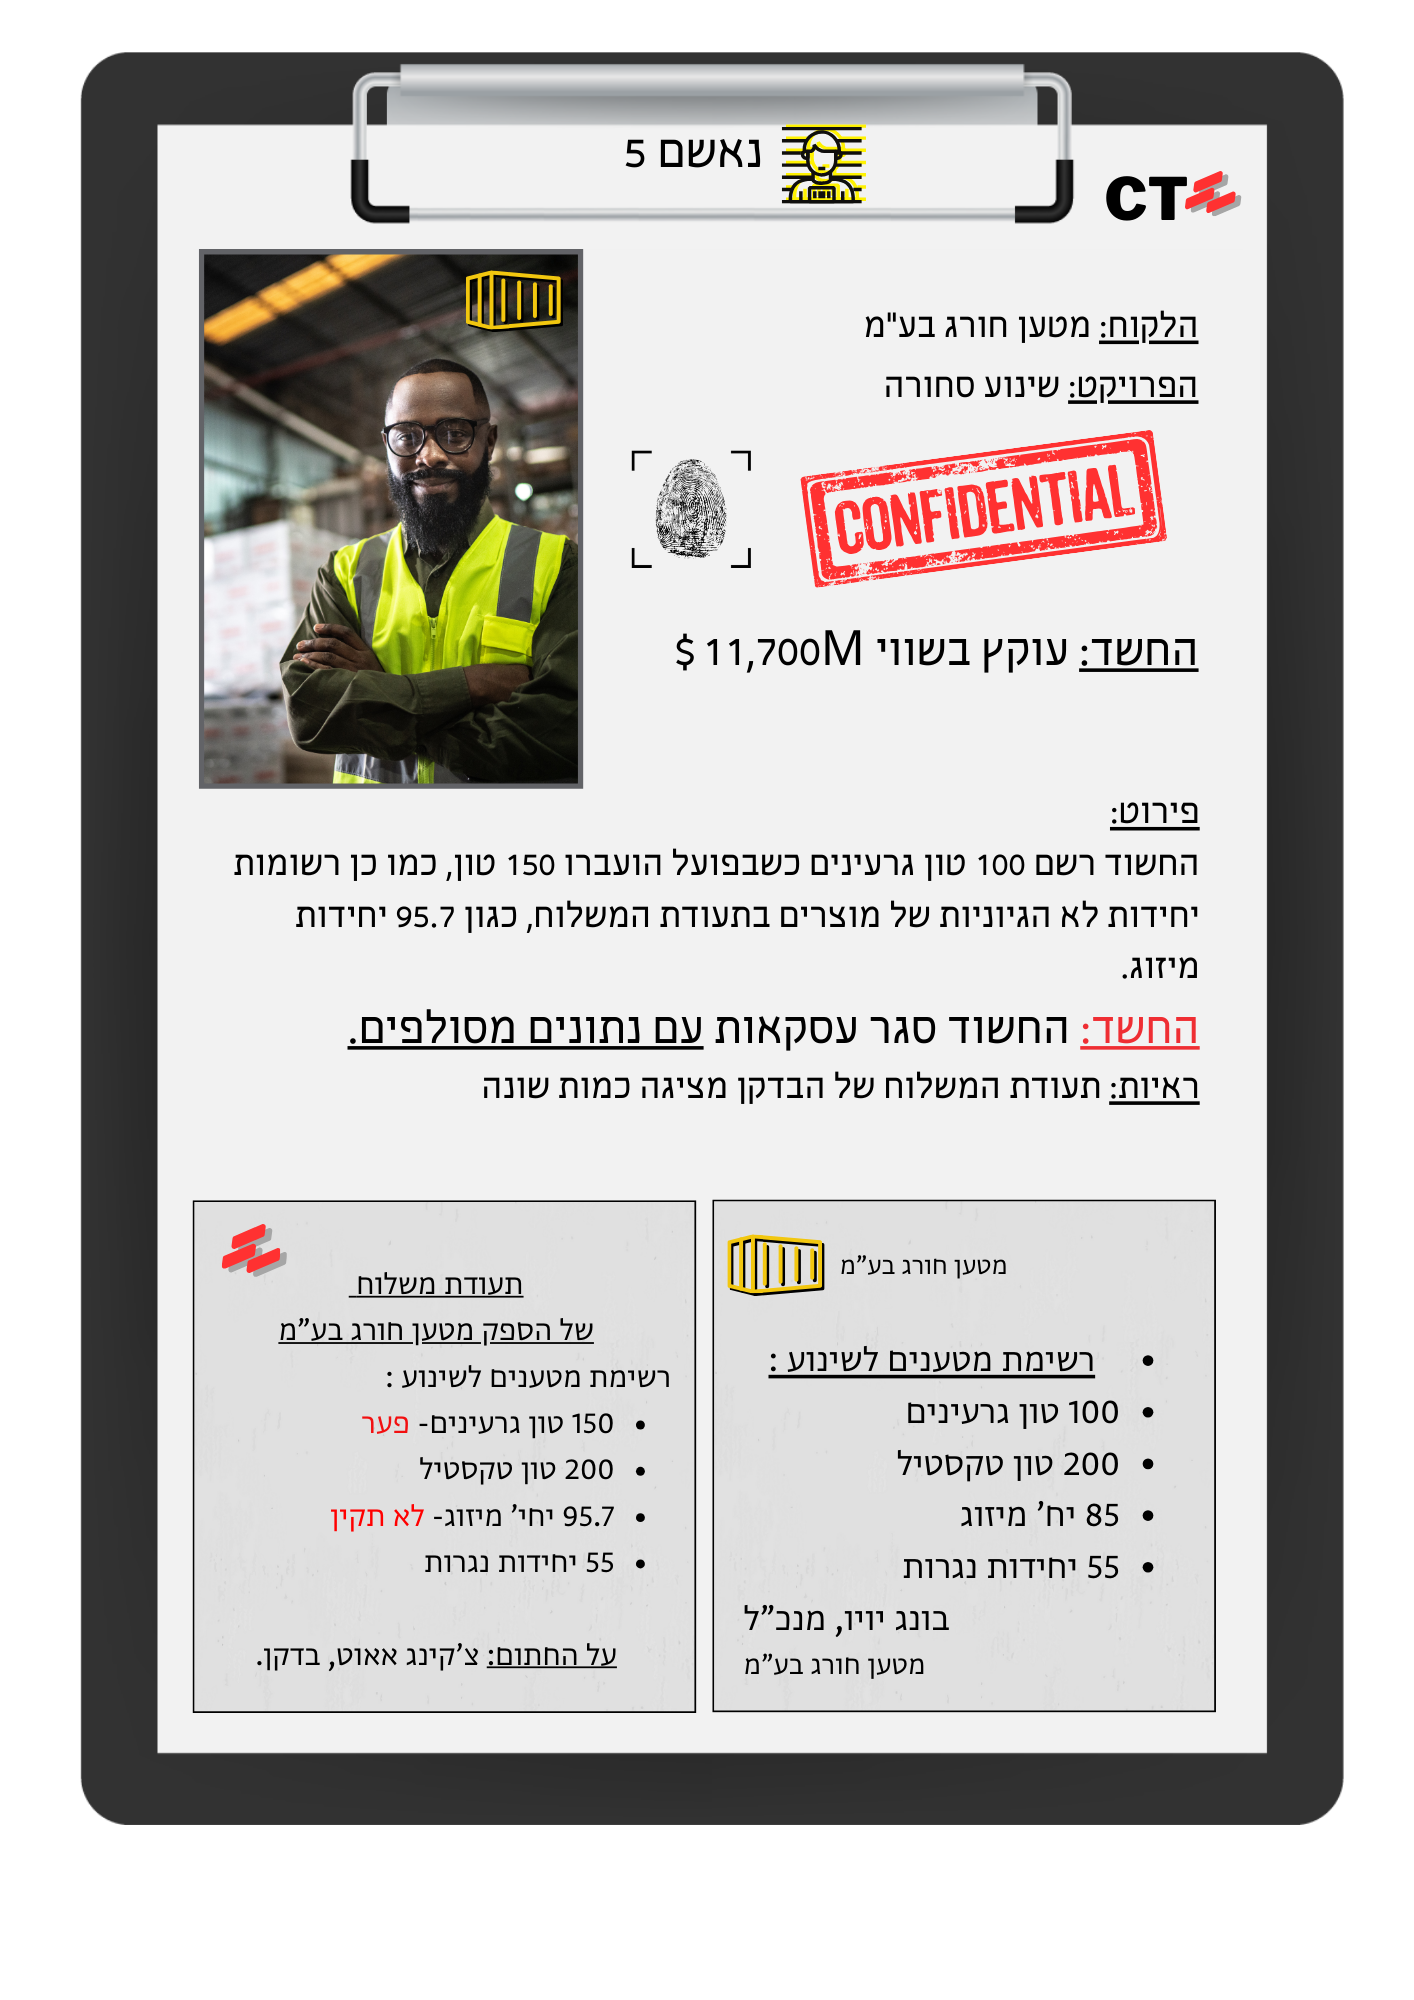 נאשם 5
CT
הלקוח: מטען חורג בע"מ
הפרויקט: שינוע סחורה
CONFIDENTIAL
החשד: עוקץ בשווי 11,700M $
פירוט:
החשוד רשם 100 טון גרעינים כשבפועל הועברו 150 טון, כמו כן רשומות
יחידות לא הגיוניות של מוצרים בתעודת המשלוח, כגון 95.7 יחידות
מיזוג.
החשד: החשוד סגר עסקאות עם נתונים מסולפים.
ראיות: תעודת המשלוח של הבדקן מציגה כמות שונה
מטען חורג בע”מ
• רשימת מטענים לשינוע :
• 100 טון גרעינים
• 200 טון טקסטיל
• 85 יח’ מיזוג
• 55 יחידות נגרות
בונג יויו, מנכ”ל
מטען חורג בע”מ
תעודת משלוח
של הספק מטען חורג בע”מ
רשימת מטענים לשינוע :
• 150 טון גרעינים- פער
• 200 טון טקסטיל
• 95.7 יחי’ מיזוג- לא תקין
• 55 יחידות נגרות
על החתום: צ’קינג אאוט, בדקן.